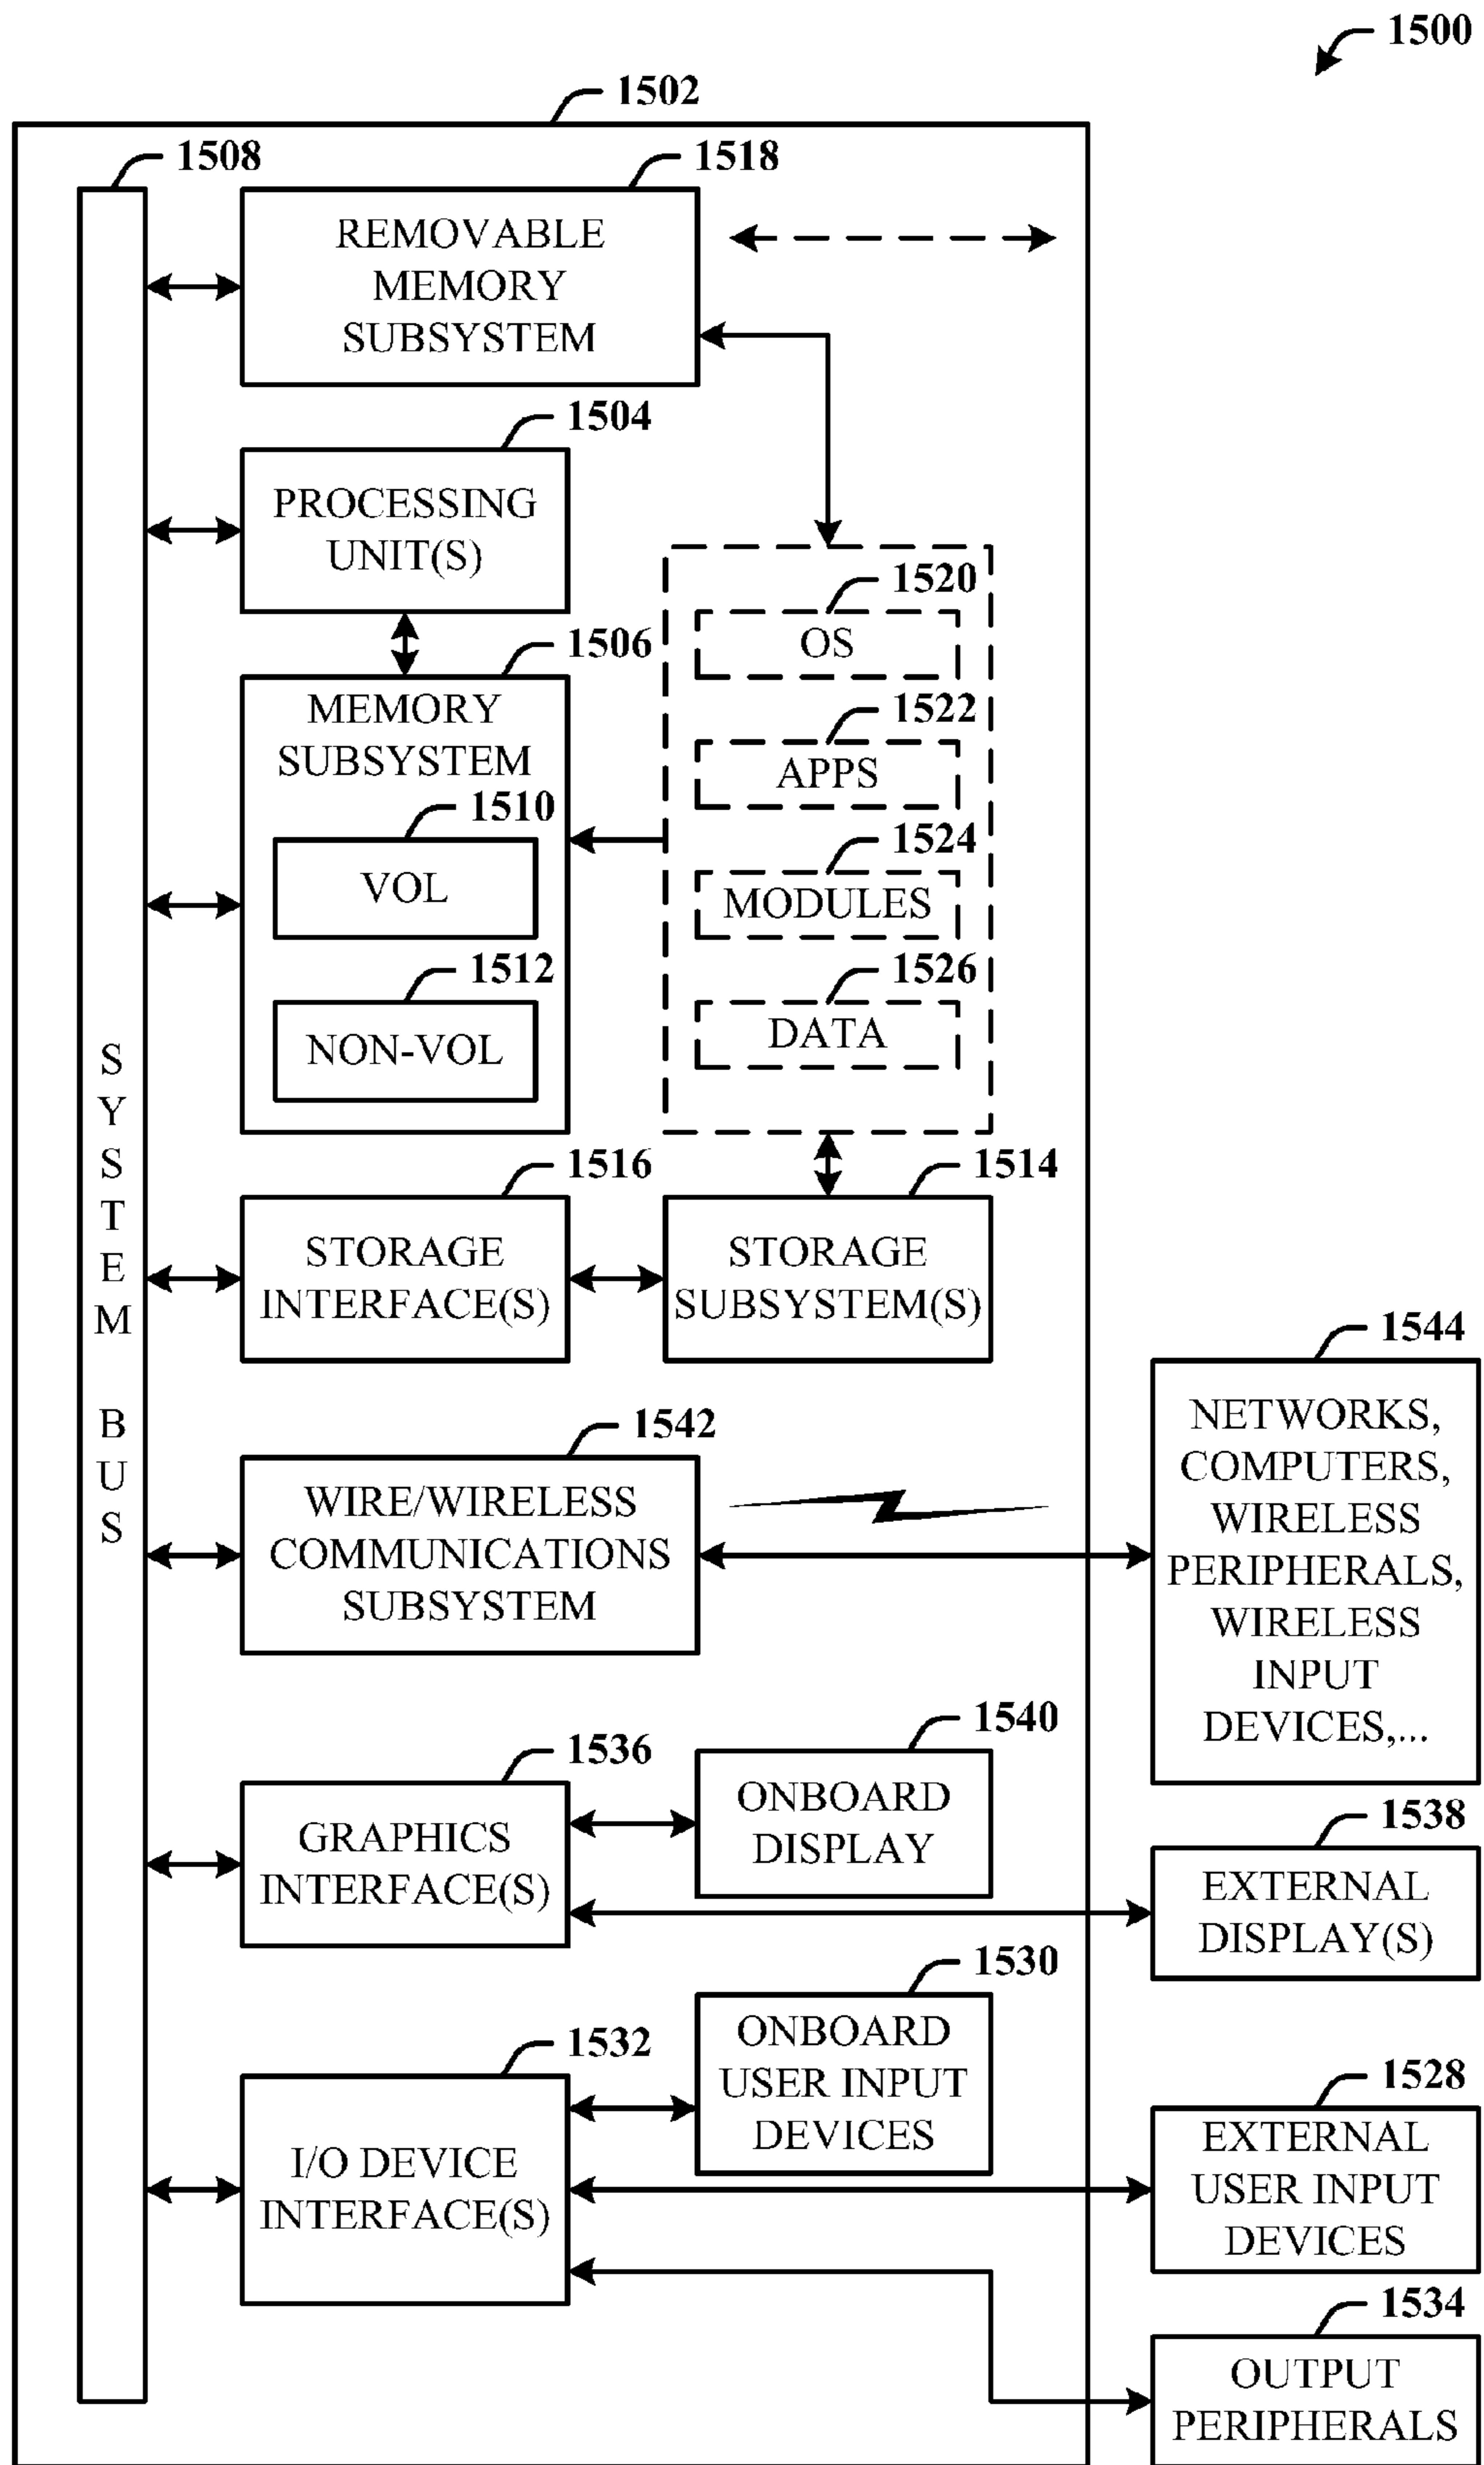 1500
1502
1508
1518
REMOVABLE
MEMORY
SUBSYSTEM
1504
PROCESSING
UNIT(S)
1520
OS
1506
MEMORY
SUBSYSTEM
1522
APPS
1510
VOL
1524
MODULES
1512
NON-VOL
1526
DATA
SYSTEM BUS
1516
STORAGE
INTERFACE(S)
1514
STORAGE
SUBSYSTEM(S)
1544
NETWORKS,
COMPUTERS,
WIRELESS
PERIPHERALS,
WIRELESS
INPUT
DEVICES,...
1542
WIRE/WIRELESS
COMMUNICATIONS
SUBSYSTEM
1540
ONBOARD
DISPLAY
1536
GRAPHICS
INTERFACE(S)
1538
EXTERNAL
DISPLAY(S)
1530
ONBOARD
USER INPUT
DEVICES
1532
I/O DEVICE
INTERFACE(S)
1528
EXTERNAL
USER INPUT
DEVICES
1534
OUTPUT
PERIPHERALS